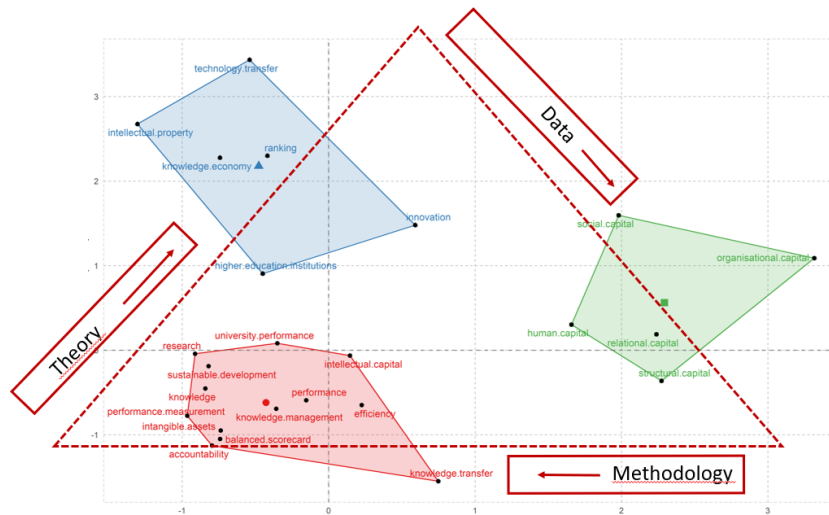 technology.transfer
Data
3
intellectual.property
ranking
knowledge.economy
2
innovation
social.capital
organisational.capital
1
higher.education.institutions
Theory
human.capital
relational.capital
university.performance
research
intellectual.capital
structural.capital
sustainable.development
knowledge
performance
performance.measurement
knowledge.management
efficiency
intangible.assets
-1
balanced.scorecard
accountability
knowledge.transfer
Methodology
-1
0
1
2
3